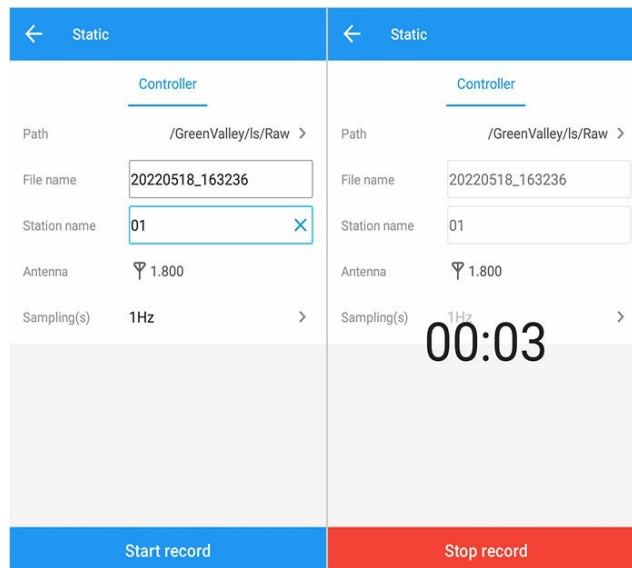 Static
Controller
Path /GreenValley/ls/Raw
File name 20220518_163236
Station name 01
Antenna 1.800
Sampling(s) 1Hz
Start record
Static
Controller
Path /GreenValley/ls/Raw
File name 20220518_163236
Station name 01
Antenna 1.800
Sampling(s) 1Hz
00:03
Stop record